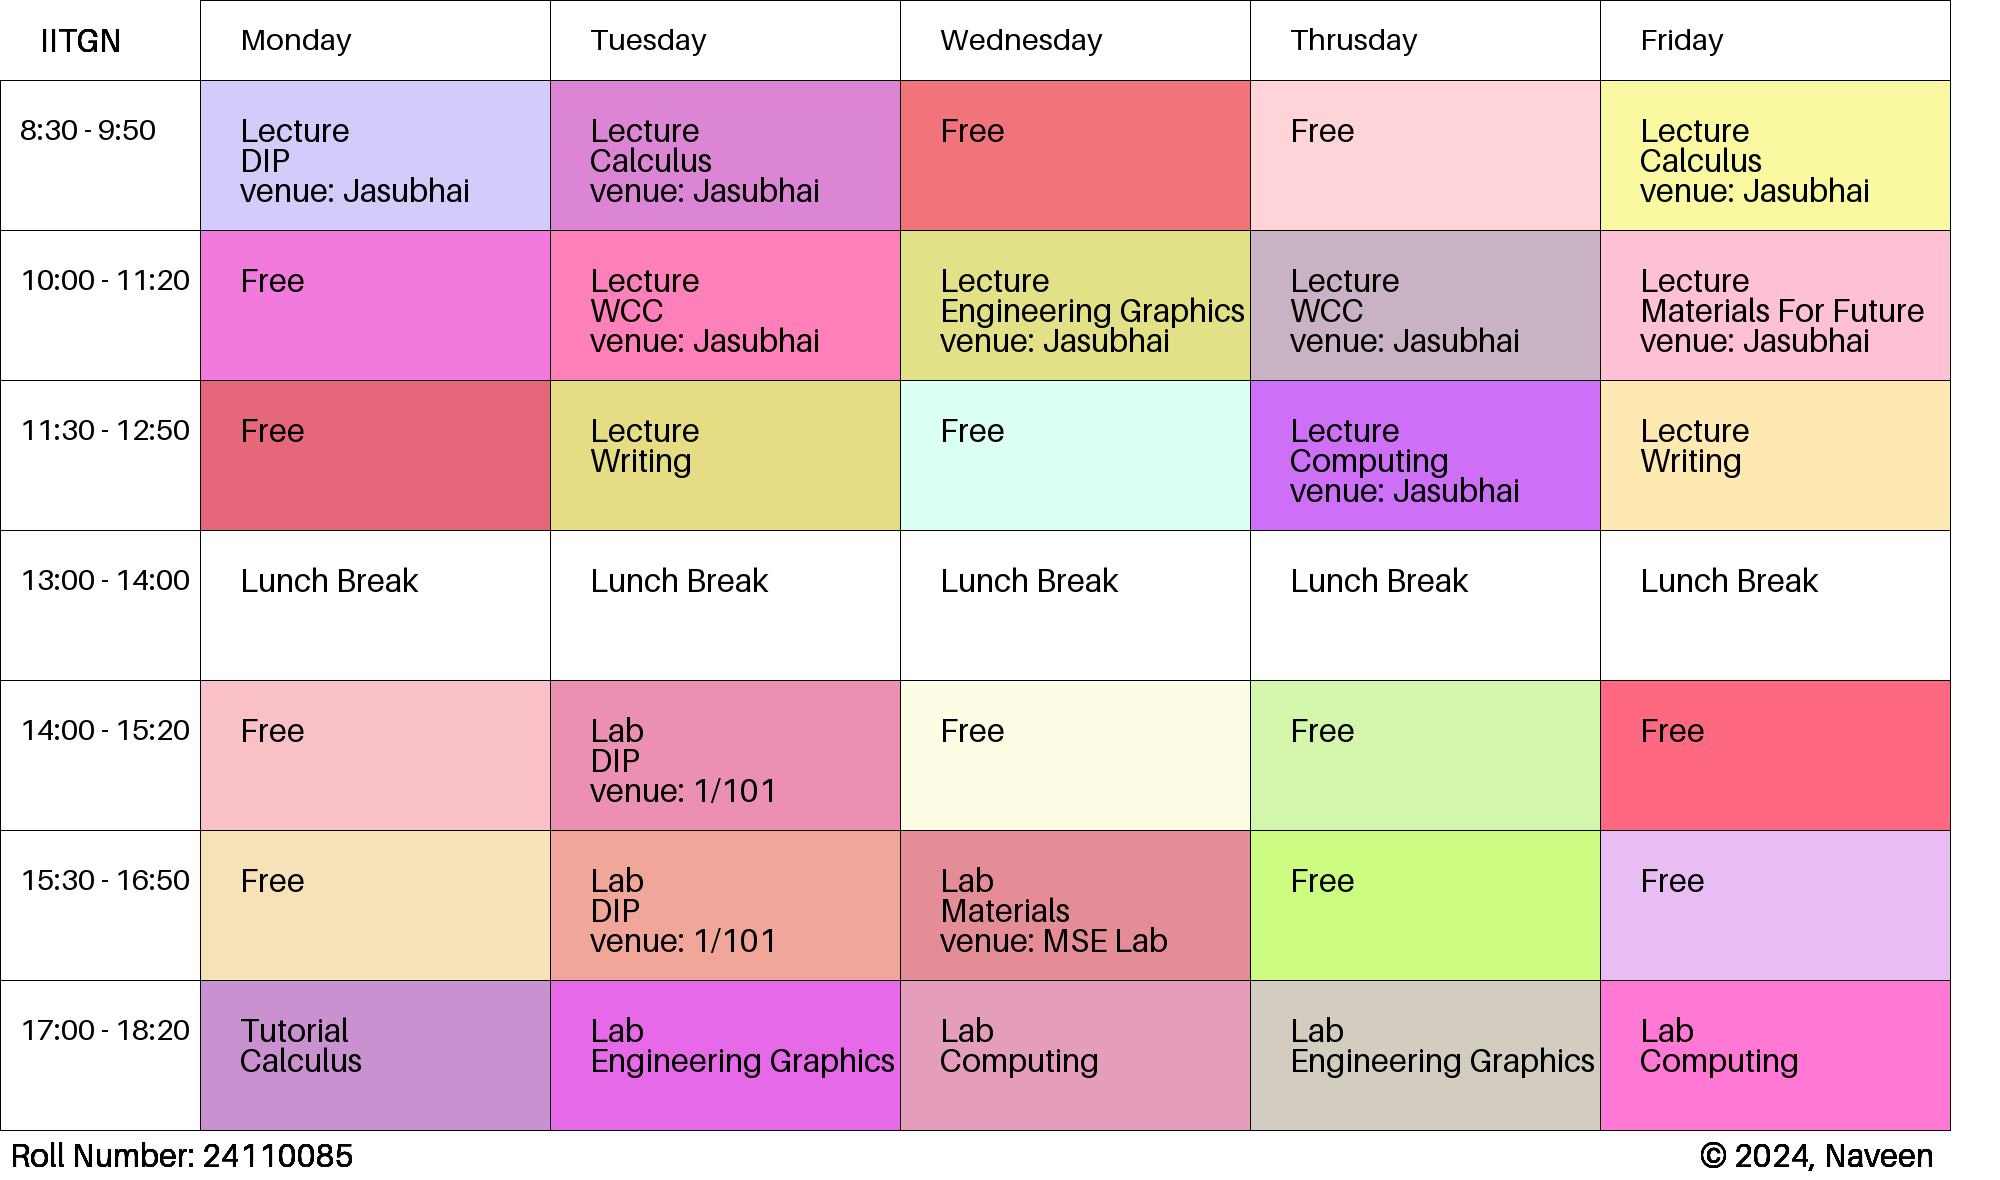 IITGN Monday Tuesday Wednesday Thrusday Friday
8:30 - 9:50
Lecture
DIP
venue: Jasubhai
Lecture
Calculus
venue: Jasubhai
Free
Free
Lecture
Calculus
venue: Jasubhai
10:00 - 11:20
Free
Lecture
WCC
venue: Jasubhai
Lecture
Engineering Graphics
venue: Jasubhai
Lecture
WCC
venue: Jasubhai
Lecture
Materials For Future
venue: Jasubhai
11:30 - 12:50
Free
Lecture
Writing
Free
Lecture
Computing
venue: Jasubhai
Lecture
Writing
13:00 - 14:00
Lunch Break
Lunch Break
Lunch Break
Lunch Break
Lunch Break
14:00 - 15:20
Free
Lab
DIP
venue: 1/101
Free
Free
Free
15:30 - 16:50
Free
Lab
DIP
venue: 1/101
Lab
Materials
venue: MSE Lab
Free
Free
17:00 - 18:20
Tutorial
Calculus
Lab
Engineering Graphics
Lab
Computing
Lab
Engineering Graphics
Lab
Computing
Roll Number: 24110085
© 2024, Naveen